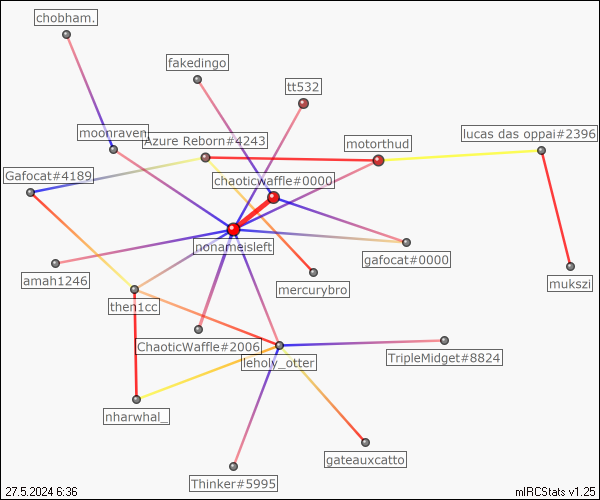 chobham.
fakedingo
tt532
moonraven
Azure Reborn#4243
motorthud
lucas das oppai#2396
Gafocat#4189
chaoticwaffle#0000
nonameisleft
gafocat#0000
amah1246
mercurybro
mukszi
then1cc
ChaoticWaffle#2006
leholy_otter
TripleMidget#8824
nharwhal_
gateauxcatto
Thinker#5995
27.5.2024 6:36
mIRCStats v1.25